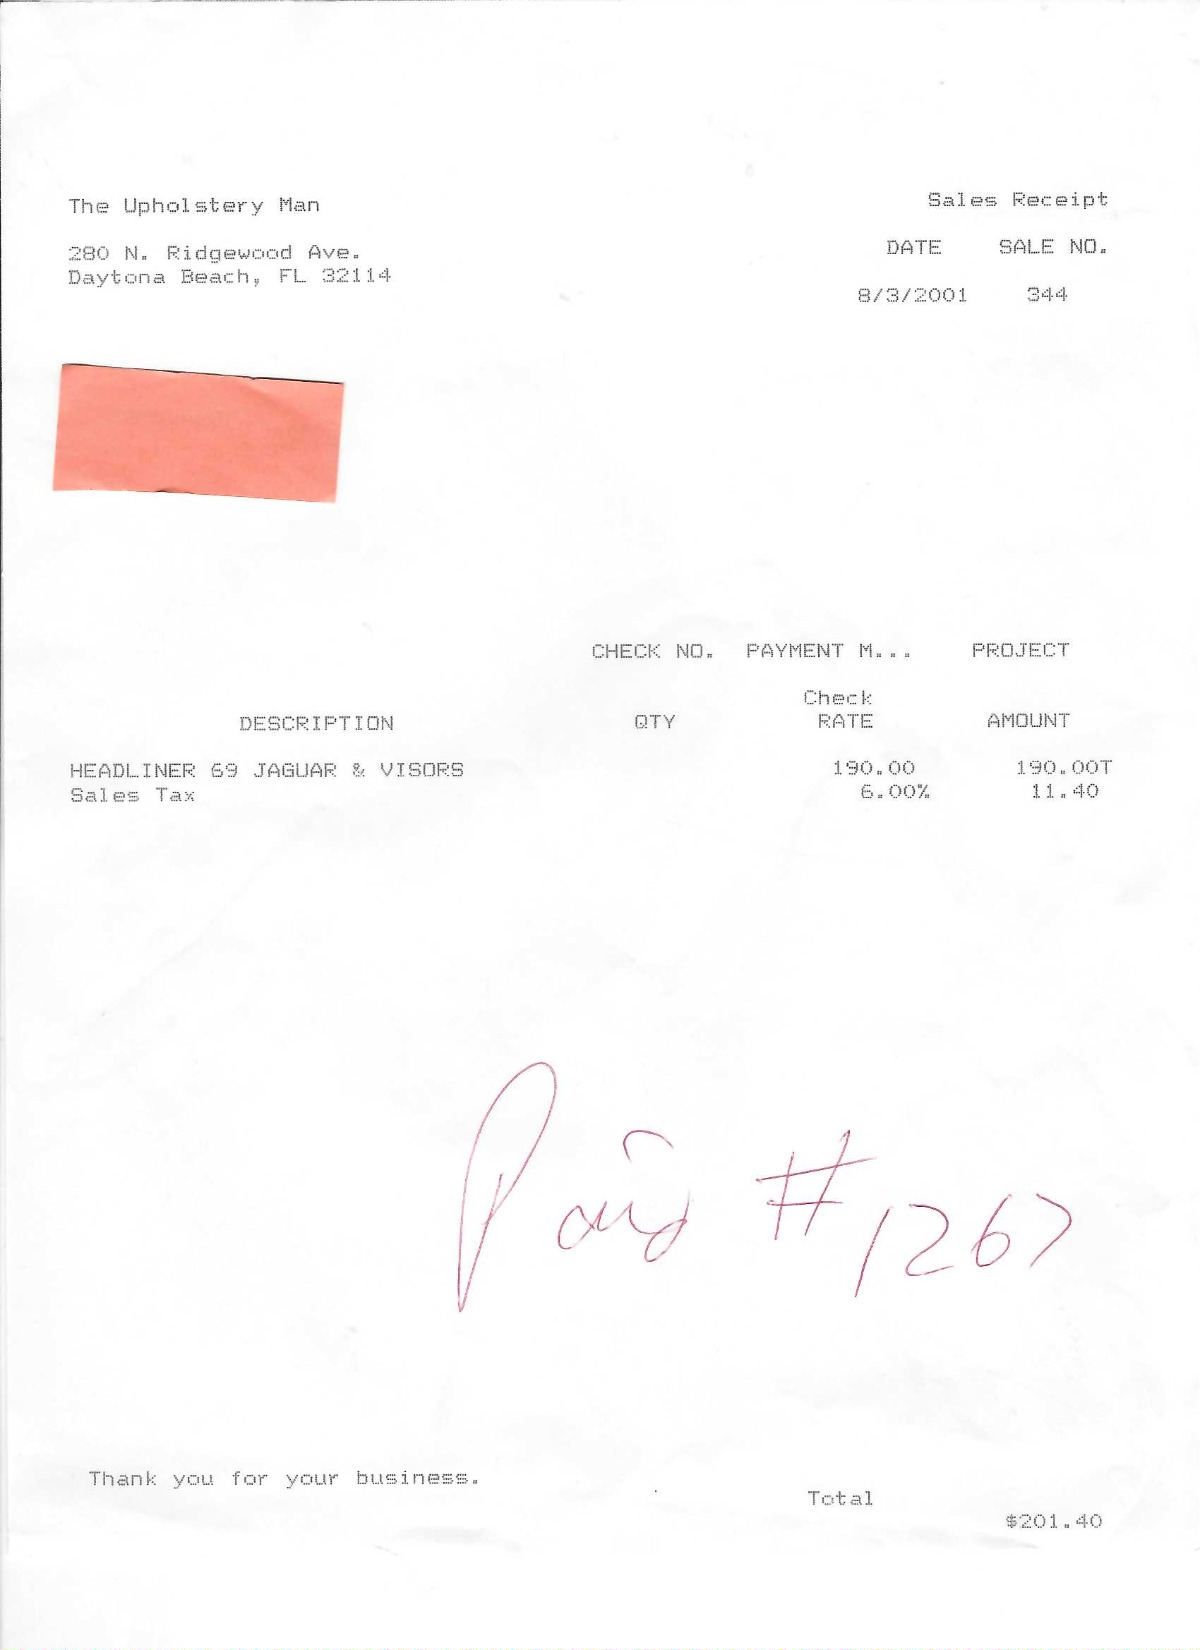 The Upholstery Man
Sales Receipt
280 N. Ridgewood Ave.
Daytona Beach, FL 32114
DATE SALE NO.
8/3/2001 344
CHECK NO. PAYMENT M... PROJECT
Check
DESCRIPTION QTY RATE AMOUNT
HEADLINER 69 JAGUAR & VISORS 190.00 190.00T
Sales Tax 6.00% 11.40
Paid # 1267
Thank you for your business.
Total
$201.40